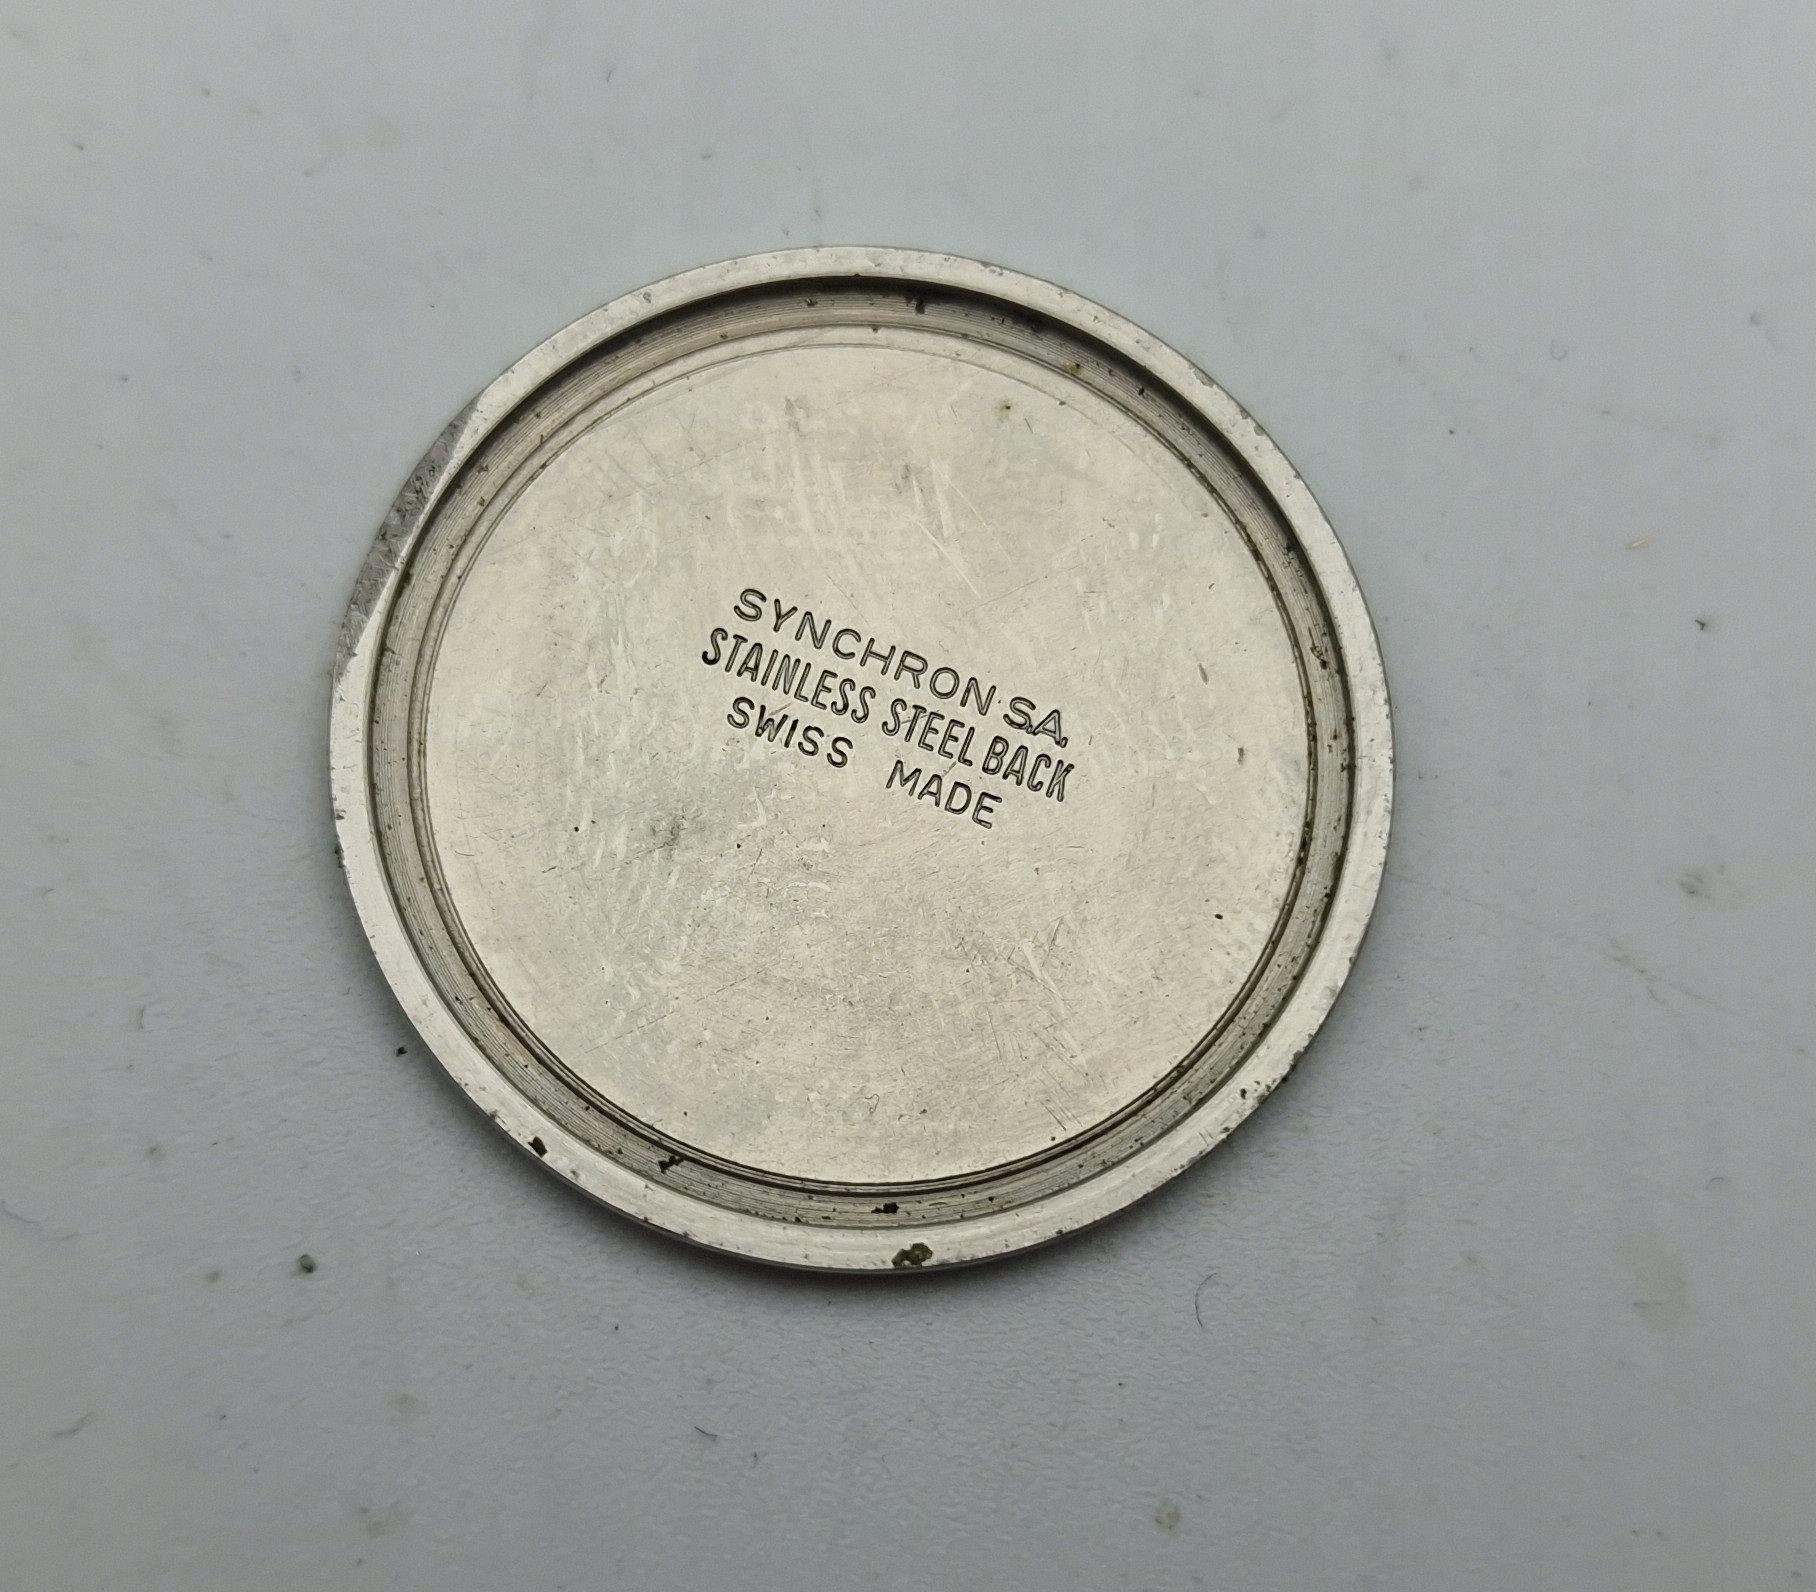 SYNCHRON S.A.
STAINLESS STEEL BACK
SWISS MADE